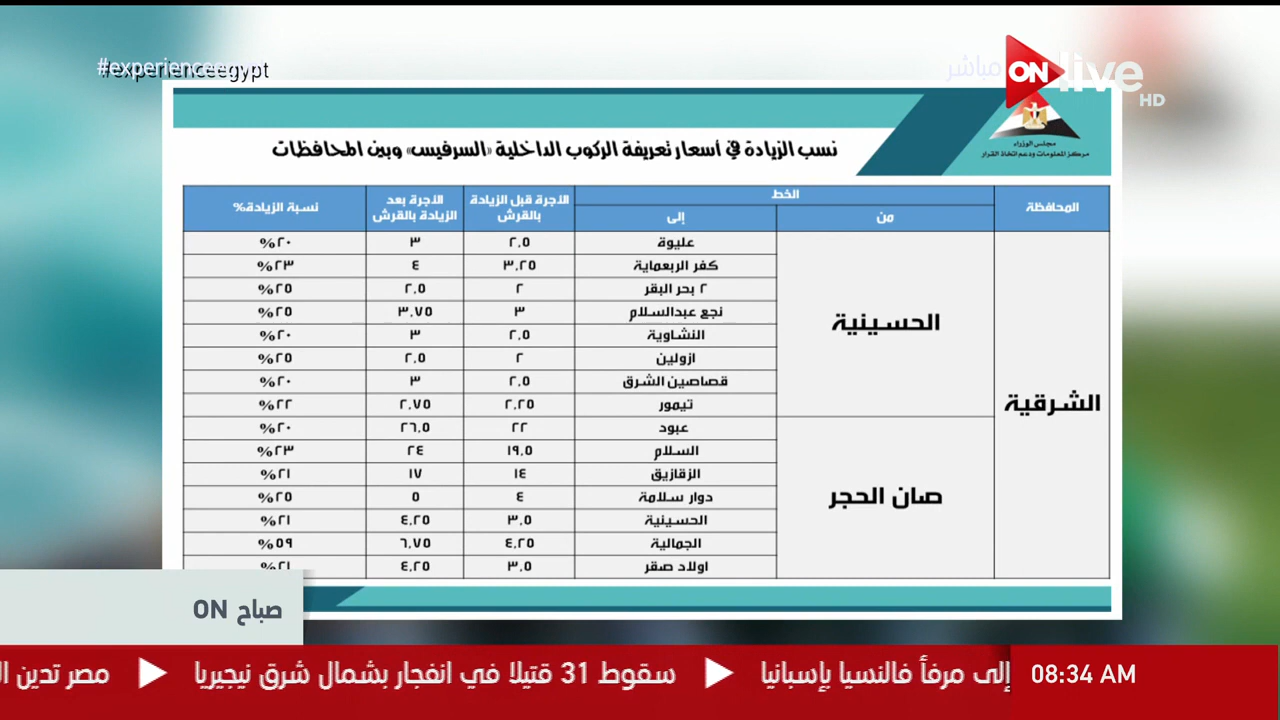 #experienceegypt
مباشر
ON live
HD
مجلس الوزراء
مركز المعلومات ودعم اتخاذ القرار
نسب الزيادة في أسعار تعريفة الركوب الداخلية «السرفيس» وبين المحافظات
المحافظة الخط الأجرة قبل الزيادة بالقرش الأجرة بعد الزيادة بالقرش نسبة الزيادة%
من إلى
الشرقية
الحسينية
عليوة ٢,٥ ٣ ٢٠%
كفر الربعماية ٣,٢٥ ٤ ٢٣%
٢ بحر البقر ٢ ٢,٥ ٢٥%
نجع عبدالسلام ٣ ٣,٧٥ ٢٥%
النشاوية ٢,٥ ٣ ٢٠%
ازولين ٢ ٢,٥ ٢٥%
قصاصين الشرق ٢,٥ ٣ ٢٠%
تيمور ٢,٢٥ ٢,٧٥ ٢٢%
صان الحجر
عبود ٢٢ ٢٦,٥ ٢٠%
السلام ١٩,٥ ٢٤ ٢٣%
الزقازيق ١٤ ١٧ ٢١%
دوار سلامة ٤ ٥ ٢٥%
الحسينية ٣,٥ ٤,٢٥ ٢١%
الجمالية ٤,٢٥ ٦,٧٥ ٥٩%
اولاد صقر ٣,٥ ٤,٢٥ ٢١%
صباح ON
08:34 AM
إلى مرفأ فالنسيا بإسبانيا
سقوط 31 قتيلا في انفجار بشمال شرق نيجيريا
مصر تدين